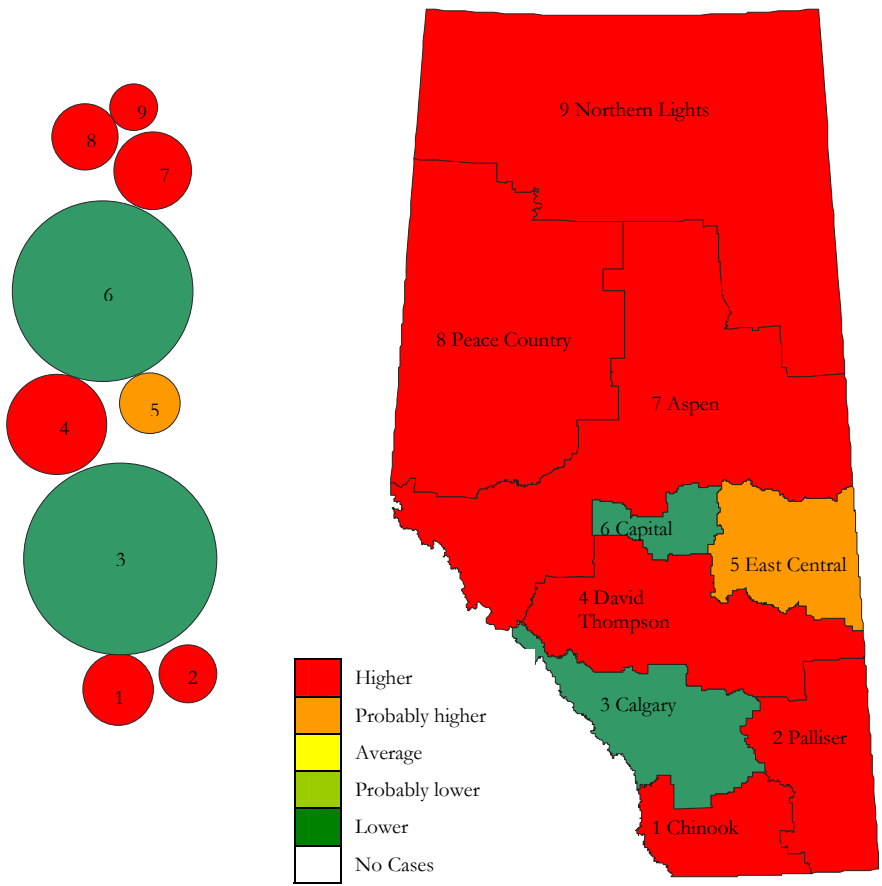 9
8
7
6
5
4
3
2
1
9 Northern Lights
8 Peace Country
7 Aspen
6 Capital
5 East Central
4 David
Thompson
3 Calgary
2 Palliser
1 Chinook
Higher
Probably higher
Average
Probably lower
Lower
No Cases